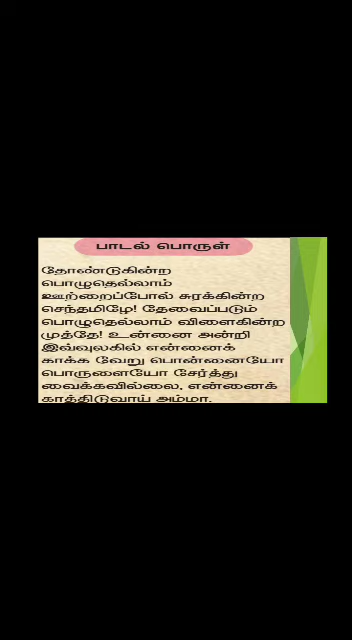 பாடல் பொருள்
தோண்டுகின்ற
பொழுதெல்லாம்
ஊற்றைப்போல் சுரக்கின்ற
செந்தமிழே! தேவைப்படும்
பொழுதெல்லாம் விளைகின்ற
முத்தே! உன்னை அன்றி
இவ்வுலகில் என்னைக்
காக்க வேறு பொன்னையோ
பொருளையோ சேர்த்து
வைக்கவில்லை, என்னைக்
காத்திடுவாய் அம்மா.